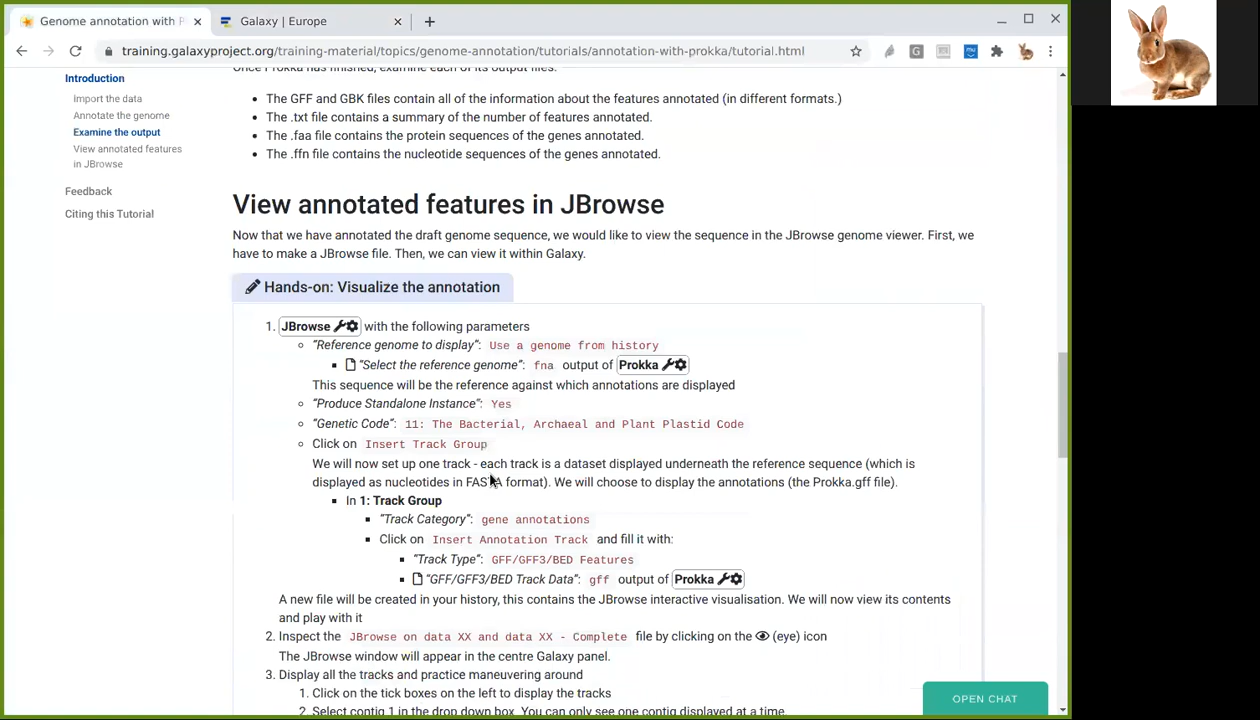 Genome annotation with P
Galaxy | Europe
training.galaxyproject.org/training-material/topics/genome-annotation/tutorials/annotation-with-prokka/tutorial.html
Introduction
Import the data
Annotate the genome
Examine the output
View annotated features
in JBrowse
Feedback
Citing this Tutorial
Once Prokka has finished, examine each of its output files.
The GFF and GBK files contain all of the information about the features annotated (in different formats.)
The .txt file contains a summary of the number of features annotated.
The .faa file contains the protein sequences of the genes annotated.
The .ffn file contains the nucleotide sequences of the genes annotated.
View annotated features in JBrowse
Now that we have annotated the draft genome sequence, we would like to view the sequence in the JBrowse genome viewer. First, we
have to make a JBrowse file. Then, we can view it within Galaxy.
Hands-on: Visualize the annotation
1. JBrowse with the following parameters
"Reference genome to display": Use a genome from history
"Select the reference genome": fna output of Prokka
This sequence will be the reference against which annotations are displayed
"Produce Standalone Instance": Yes
"Genetic Code": 11: The Bacterial, Archaeal and Plant Plastid Code
Click on Insert Track Group
We will now set up one track - each track is a dataset displayed underneath the reference sequence (which is
displayed as nucleotides in FASTA format). We will choose to display the annotations (the Prokka.gff file).
In 1: Track Group
"Track Category": gene annotations
Click on Insert Annotation Track and fill it with:
"Track Type": GFF/GFF3/BED Features
"GFF/GFF3/BED Track Data": gff output of Prokka
A new file will be created in your history, this contains the JBrowse interactive visualisation. We will now view its contents
and play with it
2. Inspect the JBrowse on data XX and data XX - Complete file by clicking on the (eye) icon
The JBrowse window will appear in the centre Galaxy panel.
3. Display all the tracks and practice maneuvering around
1. Click on the tick boxes on the left to display the tracks
2. Select contig 1 in the drop down box. You can only see one contig displayed at a time.
OPEN CHAT